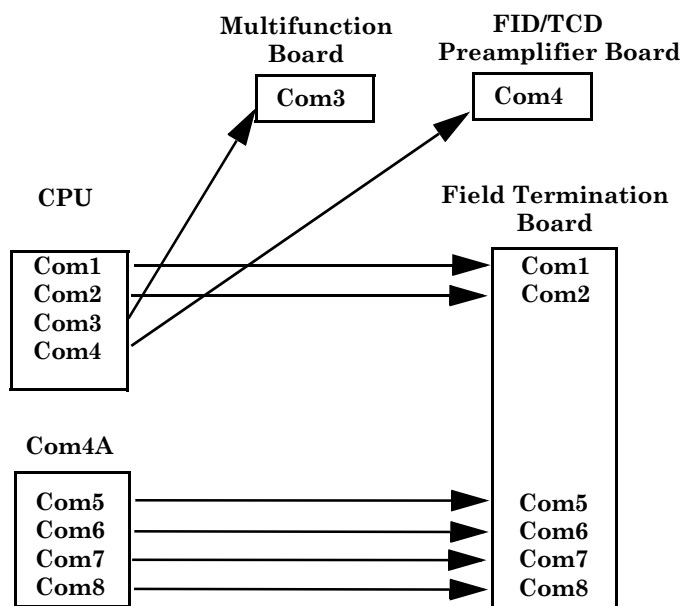 Multifunction
Board
Com3
FID/TCD
Preamplifier Board
Com4
CPU
Com1
Com2
Com3
Com4
Field Termination
Board
Com1
Com2
Com4A
Com5
Com6
Com7
Com8
Com5
Com6
Com7
Com8